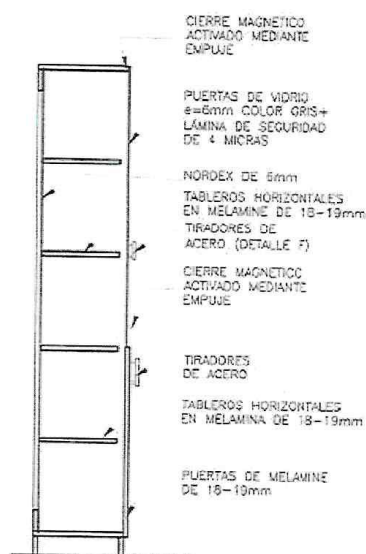 CIERRE MAGNETICO
ACTIVADO MEDIANTE
EMPUJE
PUERTAS DE VIDRIO
e=6mm COLOR GRIS+
LÁMINA DE SEGURIDAD
DE 4 MICRAS
NORDEX DE 6mm
TABLEROS HORIZONTALES
EN MELAMINE DE 18-19mm
TIRADORES DE
ACERO (DETALLE F)
CIERRE MAGNETICO
ACTIVADO MEDIANTE
EMPUJE
TIRADORES
DE ACERO
TABLEROS HORIZONTALES
EN MELAMINA DE 18-19mm
PUERTAS DE MELAMINE
DE 18-19mm